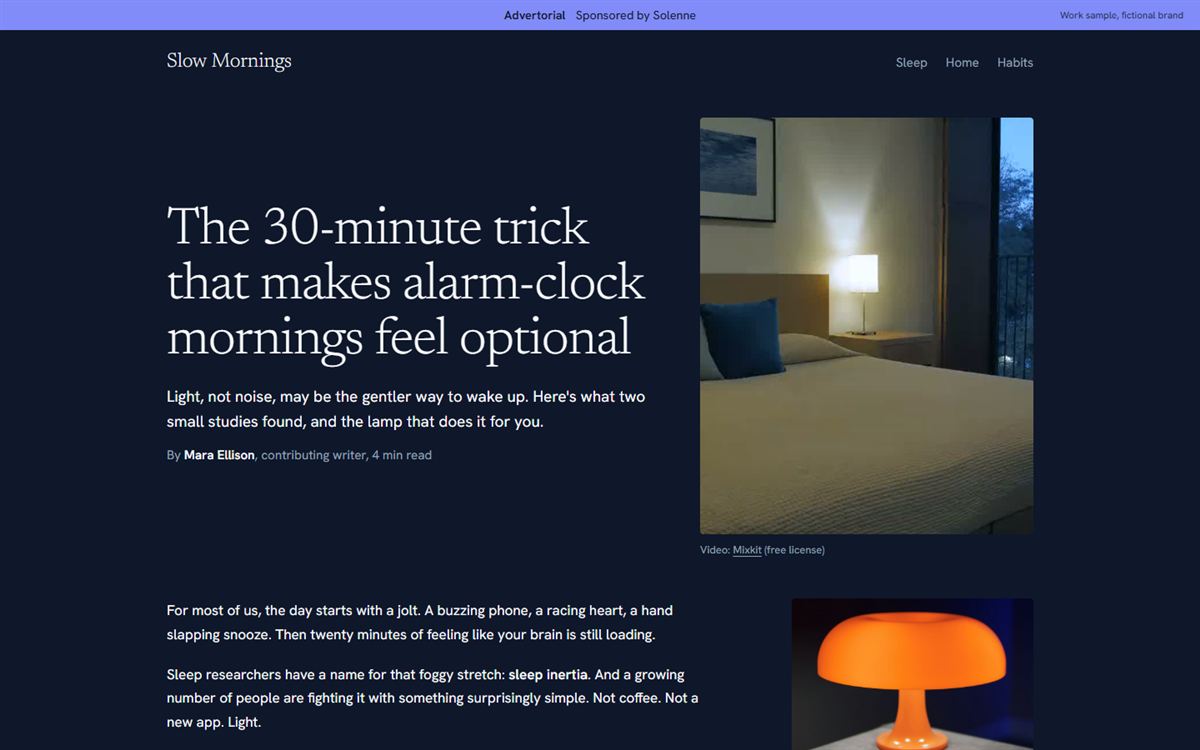 Advertorial Sponsored by Solenne
Work sample, fictional brand
Slow Mornings
Sleep Home Habits
The 30-minute trick
that makes alarm-clock
mornings feel optional
Light, not noise, may be the gentler way to wake up. Here's what two
small studies found, and the lamp that does it for you.
By Mara Ellison, contributing writer, 4 min read
Video: Mixkit (free license)
For most of us, the day starts with a jolt. A buzzing phone, a racing heart, a hand
slapping snooze. Then twenty minutes of feeling like your brain is still loading.
Sleep researchers have a name for that foggy stretch: sleep inertia. And a growing
number of people are fighting it with something surprisingly simple. Not coffee. Not a
new app. Light.